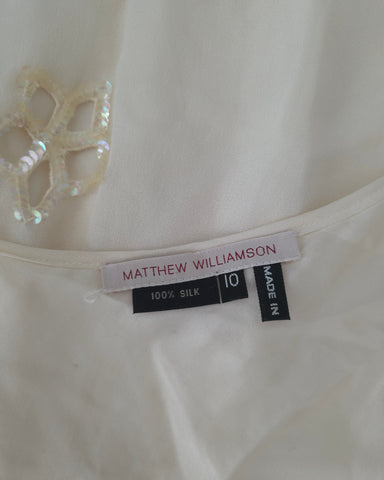 MATTHEW WILLIAMSON
100% SILK
10
MADE IN